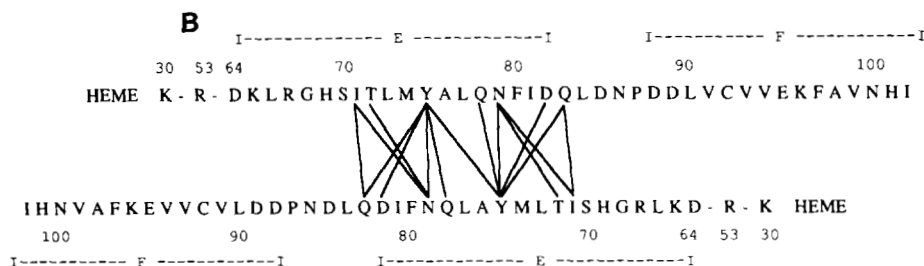 B
I--------- E ---------I I--------- F ---------I
30 53 64 70 80 90 100
HEME K - R - D K L R G H S I T L M Y A L Q N F I D Q L D N P D D L V C V V E K F A V N H I
I H N V A F K E V V C V L D D P N D L Q D I F N Q L A Y M L T I S H G R L K D - R - K HEME
100 90 80 70 64 53 30
I--------- F ---------I I--------- E ---------I